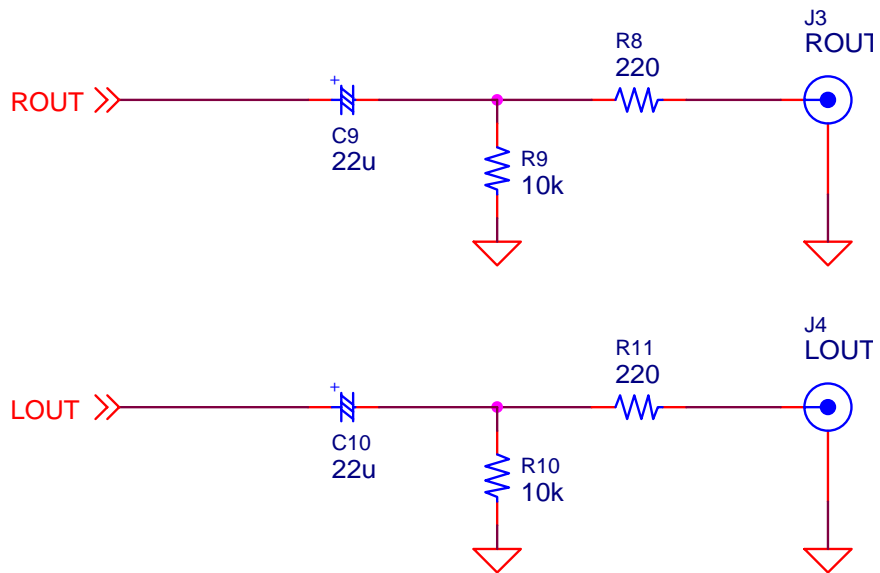 J3
ROUT
R8
220
ROUT
+
C9
22u
R9
10k
J4
LOUT
R11
220
LOUT
+
C10
22u
R10
10k